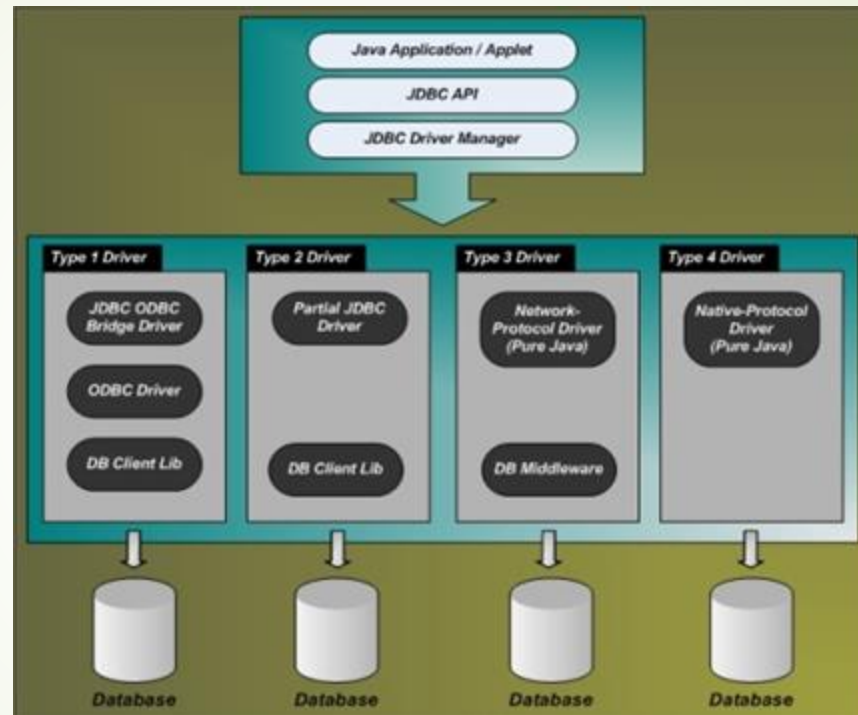 Java Application / Applet
JDBC API
JDBC Driver Manager
Type 1 Driver
JDBC ODBC
Bridge Driver
ODBC Driver
DB Client Lib
Type 2 Driver
Partial JDBC
Driver
DB Client Lib
Type 3 Driver
Network-
Protocol Driver
(Pure Java)
DB Middleware
Type 4 Driver
Native-Protocol
Driver
(Pure Java)
Database
Database
Database
Database